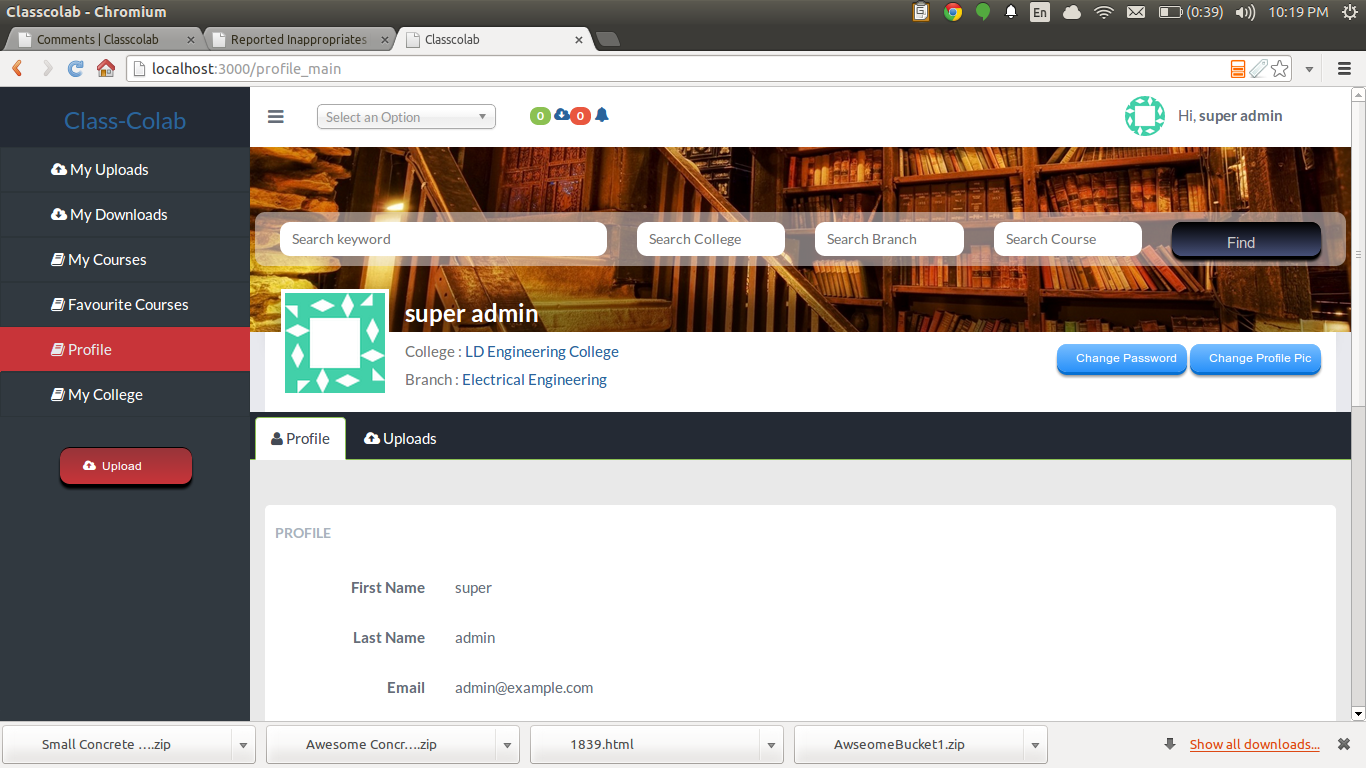 Classcolab - Chromium
En
(0:39)
10:19 PM
Comments | Classcolab
Reported Inappropriates
Classcolab
localhost:3000/profile_main
Class-Colab
Select an Option
0
0
Hi, super admin
My Uploads
My Downloads
My Courses
Favourite Courses
Profile
My College
Upload
Search keyword
Search College
Search Branch
Search Course
Find
super admin
College : LD Engineering College
Branch : Electrical Engineering
Change Password
Change Profile Pic
Profile
Uploads
PROFILE
First Name super
Last Name admin
Email admin@example.com
Small Concrete ....zip
Awesome Concr....zip
1839.html
AwseomeBucket1.zip
Show all downloads...